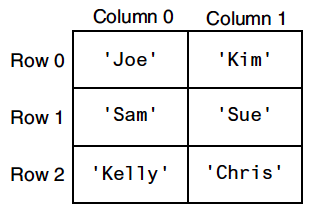 Column 0 Column 1
Row 0 'Joe' 'Kim'
Row 1 'Sam' 'Sue'
Row 2 'Kelly' 'Chris'